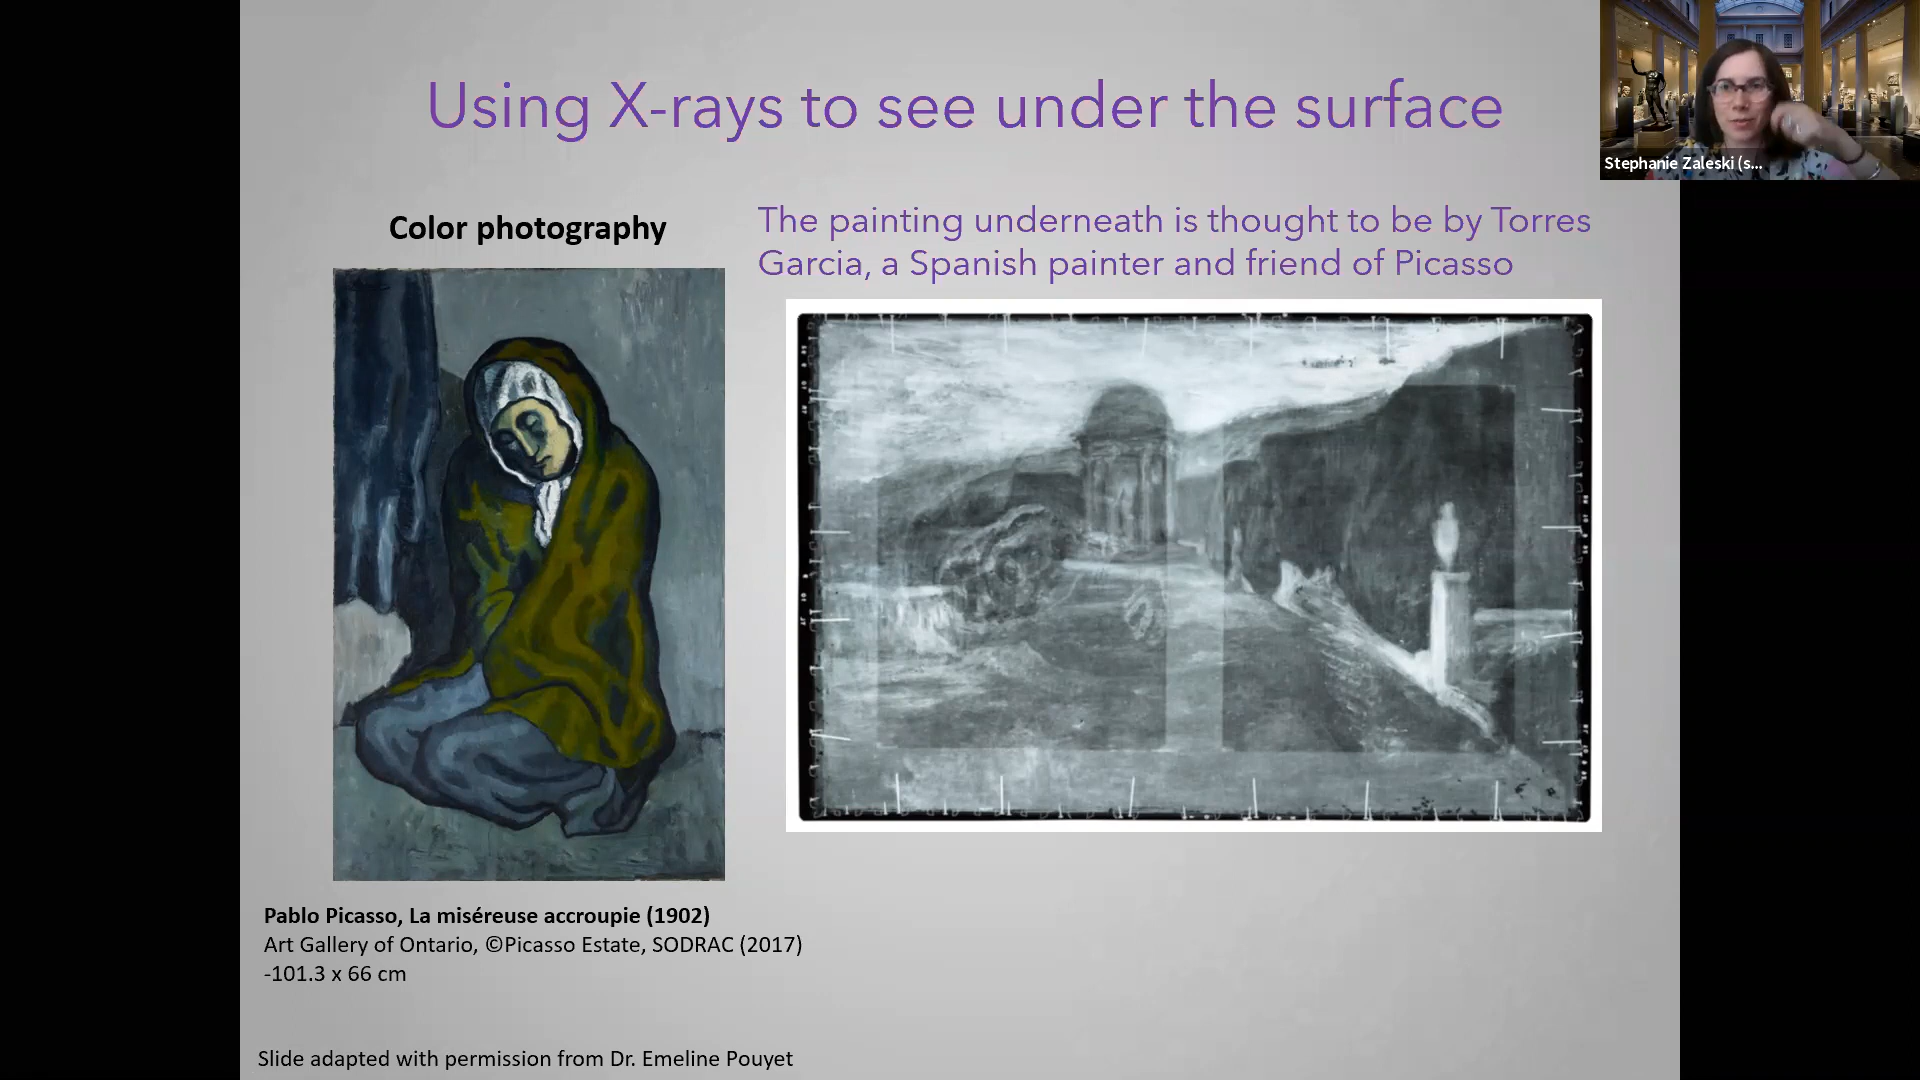 Using X-rays to see under the surface
Stephanie Zaleski (s...
Color photography
The painting underneath is thought to be by Torres
Garcia, a Spanish painter and friend of Picasso
Pablo Picasso, La miséreuse accroupie (1902)
Art Gallery of Ontario, ©Picasso Estate, SODRAC (2017)
-101.3 x 66 cm
Slide adapted with permission from Dr. Emeline Pouyet